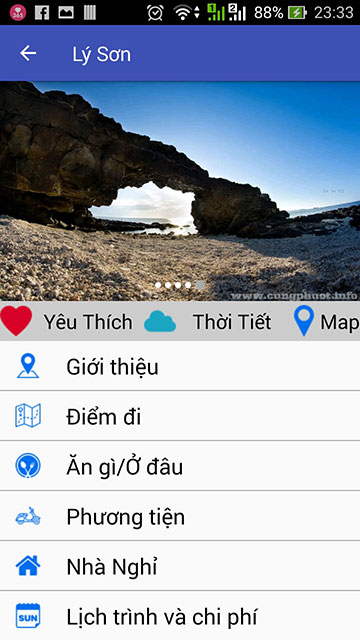 365
1
2
88%
23:33
Lý Sơn
www.cungphuot.info
Yêu Thích
Thời Tiết
Map
Giới thiệu
Điểm đi
Ăn gì/Ở đâu
Phương tiện
Nhà Nghỉ
SUN
Lịch trình và chi phí